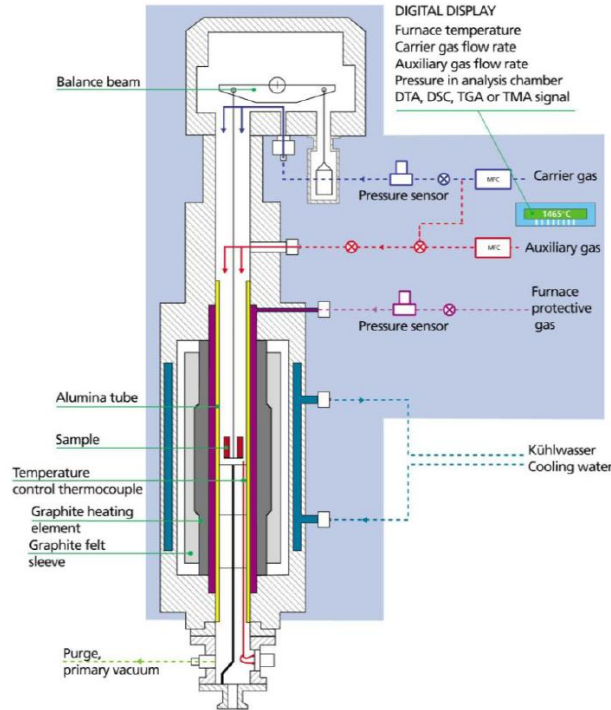 DIGITAL DISPLAY
Furnace temperature
Carrier gas flow rate
Auxiliary gas flow rate
Pressure in analysis chamber
DTA, DSC, TGA or TMA signal
Balance beam
MFC
Carrier gas
Pressure sensor
1465°C
MFC
Auxiliary gas
Furnace
protective
gas
Pressure sensor
Alumina tube
Sample
Temperature
control thermocouple
Graphite heating
element
Graphite felt
sleeve
Kühlwasser
Cooling water
Purge,
primary vacuum